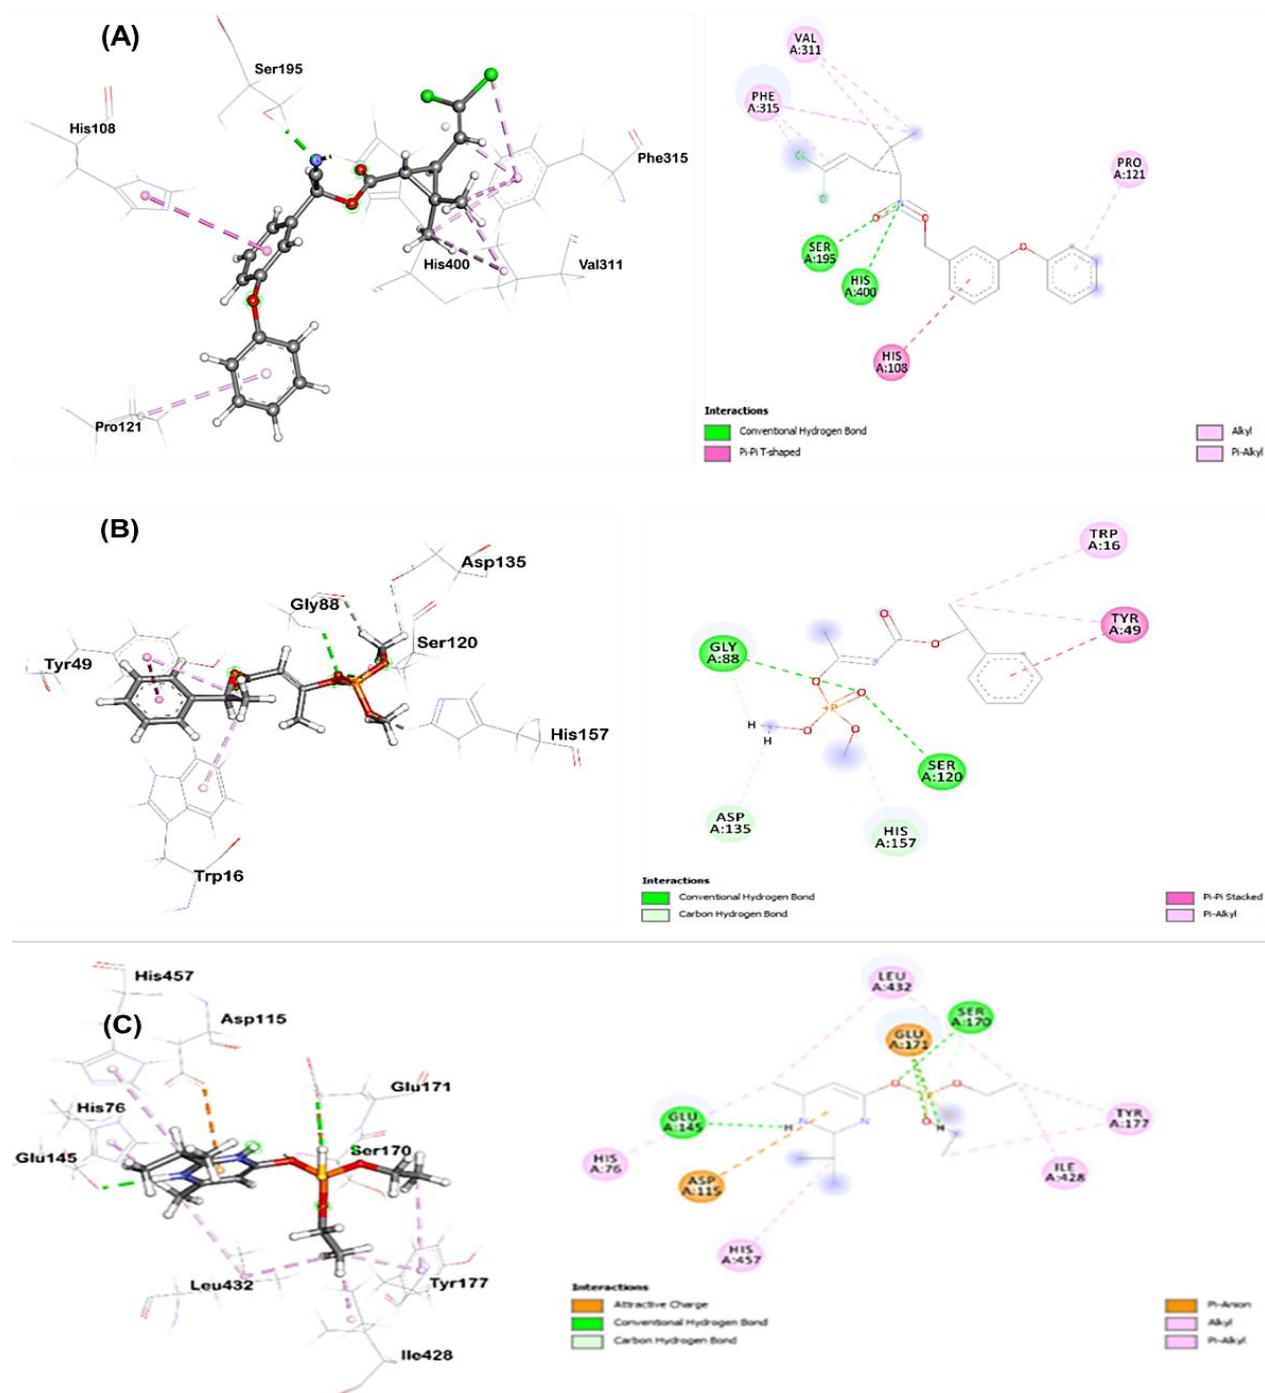 (A)
Ser195
His108
Phe315
His400
Val311
Pro121
VAL
A:311
PHE
A:315
PRO
A:121
Cl
Cl
N
O
O
O
SER
A:195
HIS
A:400
HIS
A:108
Interactions
Conventional Hydrogen Bond
Pi-Pi T-shaped
Alkyl
Pi-Alkyl
(B)
Asp135
Gly88
Ser120
Tyr49
His157
Trp16
TRP
A:16
TYR
A:49
GLY
A:88
O
O
O
O
+P
H
H
O
O
SER
A:120
ASP
A:135
HIS
A:157
Interactions
Conventional Hydrogen Bond
Carbon Hydrogen Bond
Pi-Pi Stacked
Pi-Alkyl
His457
(C)
Asp115
Glu171
His76
Ser170
Glu145
Leu432
Tyr177
Ile428
LEU
A:432
SER
A:170
GLU
A:171
O
O
GLU
A:145
H
N
N
O
H
TYR
A:177
HIS
A:76
ASP
A:115
ILE
A:428
HIS
A:457
Interactions
Attractive Charge
Conventional Hydrogen Bond
Carbon Hydrogen Bond
Pi-Anion
Alkyl
Pi-Alkyl